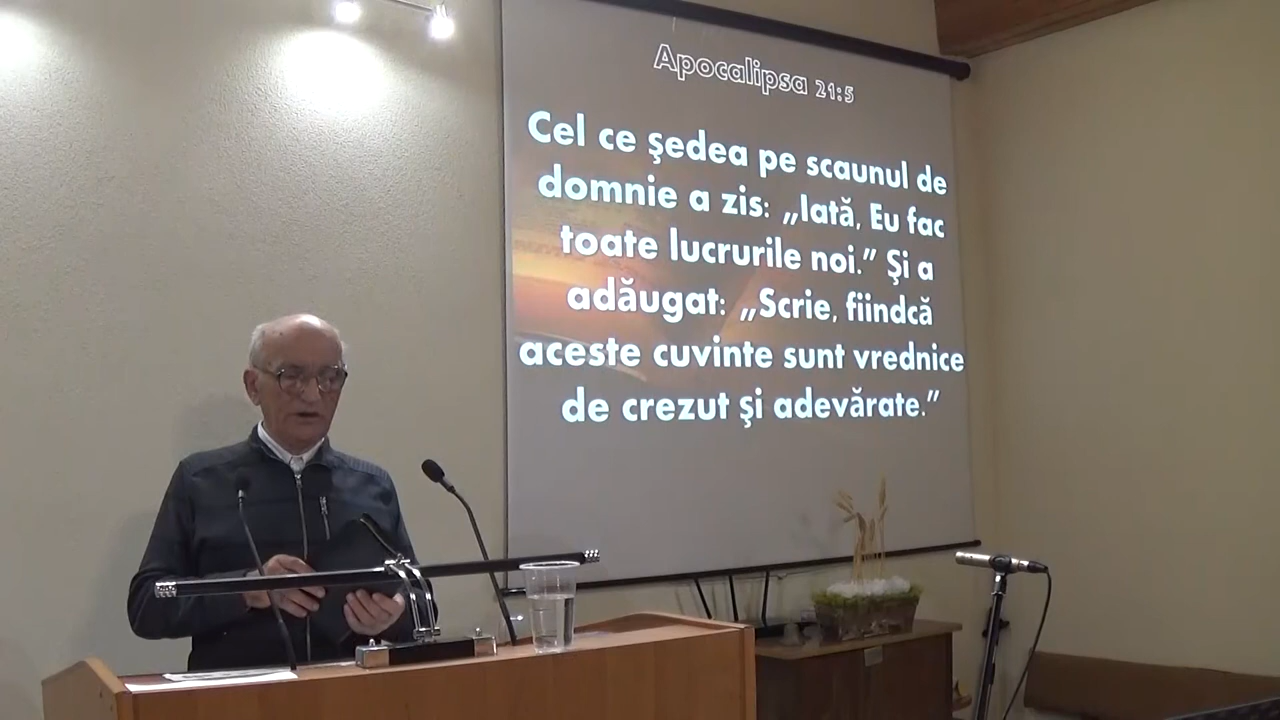 Apocalipsa 21:5
Cel ce şedea pe scaunul de
domnie a zis: „Iată, Eu fac
toate lucrurile noi.” Şi a
adăugat: „Scrie, fiindcă
aceste cuvinte sunt vrednice
de crezut şi adevărate.”